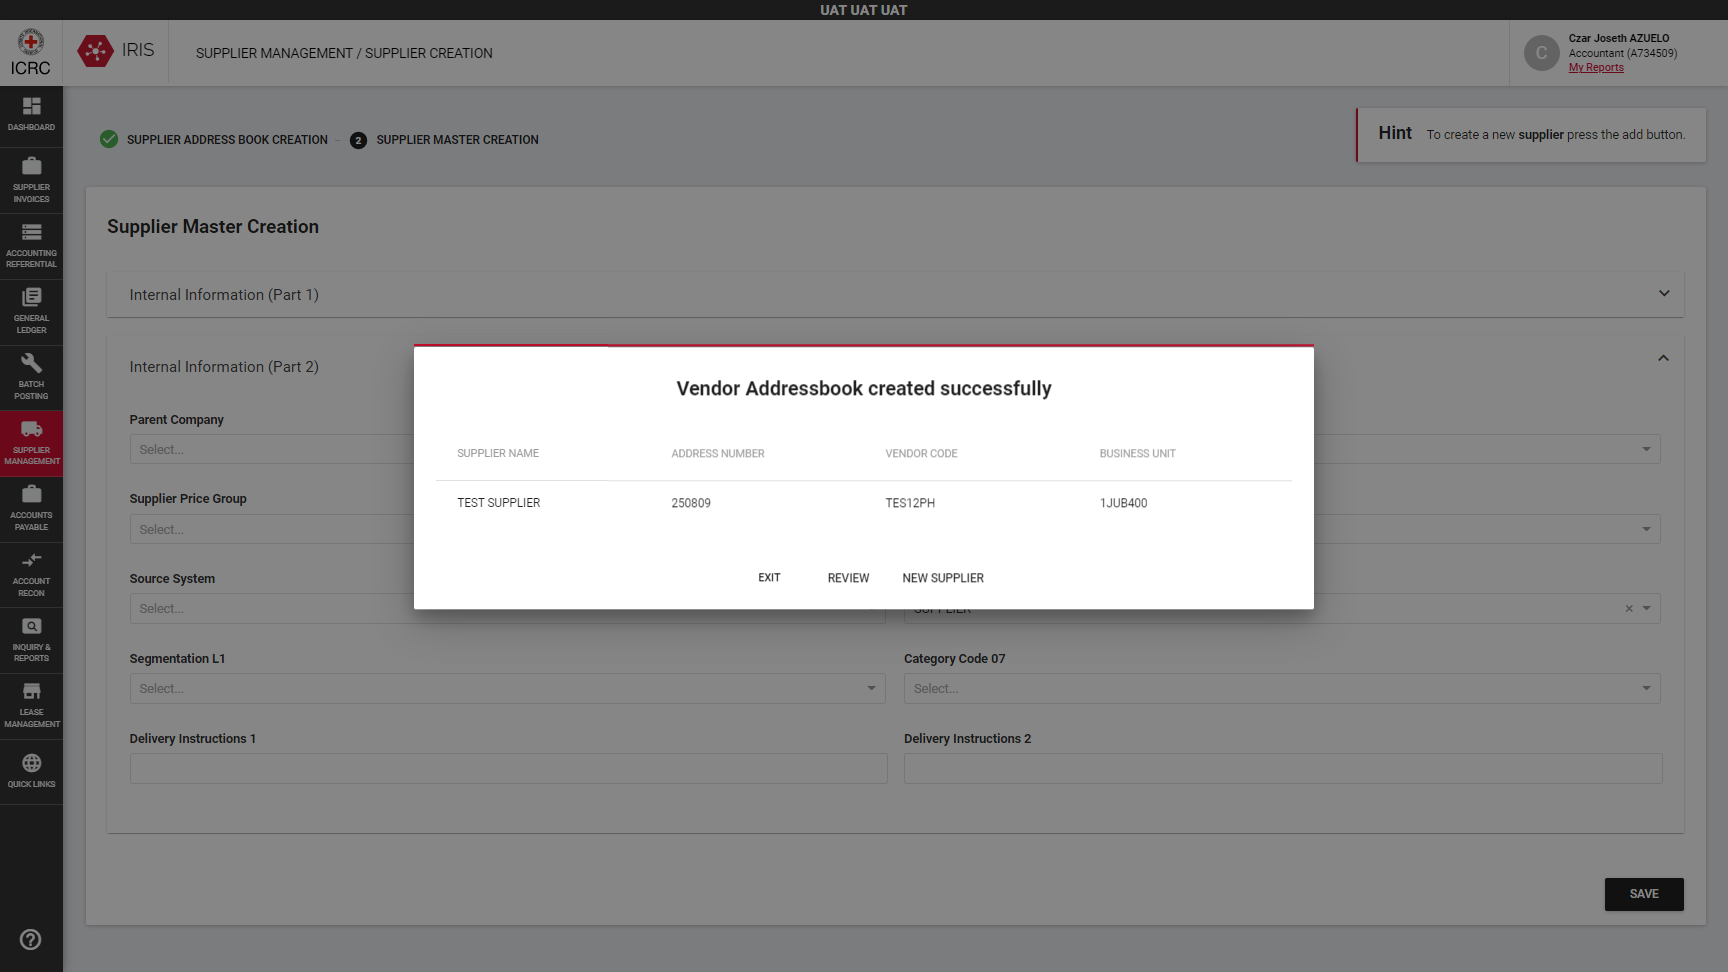 UAT UAT UAT
ICRC
IRIS
SUPPLIER MANAGEMENT / SUPPLIER CREATION
C
Czar Joseth AZUELO
Accountant (A734509)
My Reports
DASHBOARD
SUPPLIER
INVOICES
ACCOUNTING
REFERENTIAL
GENERAL
LEDGER
BATCH
POSTING
SUPPLIER
MANAGEMENT
ACCOUNTS
PAYABLE
ACCOUNT
RECON
INQUIRY &
REPORTS
LEASE
MANAGEMENT
QUICK LINKS
SUPPLIER ADDRESS BOOK CREATION
2 SUPPLIER MASTER CREATION
Hint To create a new supplier press the add button.
Supplier Master Creation
Internal Information (Part 1)
Internal Information (Part 2)
Parent Company
Select...
Supplier Price Group
Select...
Source System
Select...
SUPPLIER
Segmentation L1
Select...
Category Code 07
Select...
Delivery Instructions 1
Delivery Instructions 2
SAVE
Vendor Addressbook created successfully
SUPPLIER NAME ADDRESS NUMBER VENDOR CODE BUSINESS UNIT
TEST SUPPLIER 250809 TES12PH 1JUB400
EXIT REVIEW NEW SUPPLIER